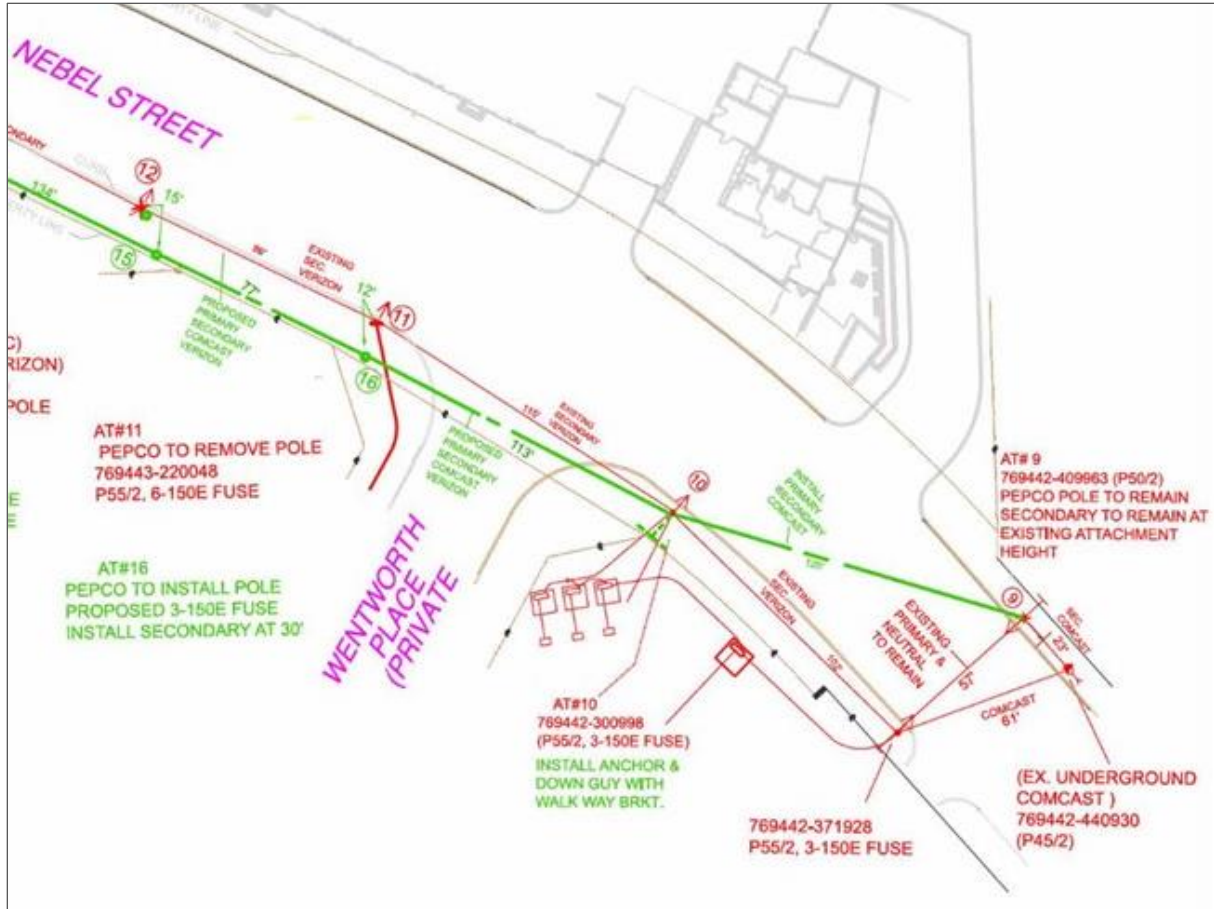 NEBEL STREET
12
15'
134'
15
77'
96'
EXISTING
SEC.
VERIZON
12'
11
PROPOSED
PRIMARY
SECONDARY
COMCAST
VERIZON
16
C)
RIZON)
POLE
AT#11
PEPCO TO REMOVE POLE
769443-220048
P55/2, 6-150E FUSE
115'
EXISTING
SECONDARY
VERIZON
113'
PROPOSED
PRIMARY
SECONDARY
COMCAST
VERIZON
10
INSTALL
PRIMARY
SECONDARY
COMCAST
AT# 9
769442-409963 (P50/2)
PEPCO POLE TO REMAIN
SECONDARY TO REMAIN AT
EXISTING ATTACHMENT
HEIGHT
E
E
AT#16
PEPCO TO INSTALL POLE
PROPOSED 3-150E FUSE
INSTALL SECONDARY AT 30'
WENTWORTH
PLACE
(PRIVATE
EXISTING
SEC.
VERIZON
102'
9
EXISTING
PRIMARY &
NEUTRAL
TO REMAIN
SEC.
COMCAST
23'
COMCAST
61'
AT#10
769442-300998
(P55/2, 3-150E FUSE)
INSTALL ANCHOR &
DOWN GUY WITH
WALK WAY BRKT.
769442-371928
P55/2, 3-150E FUSE
(EX. UNDERGROUND
COMCAST )
769442-440930
(P45/2)